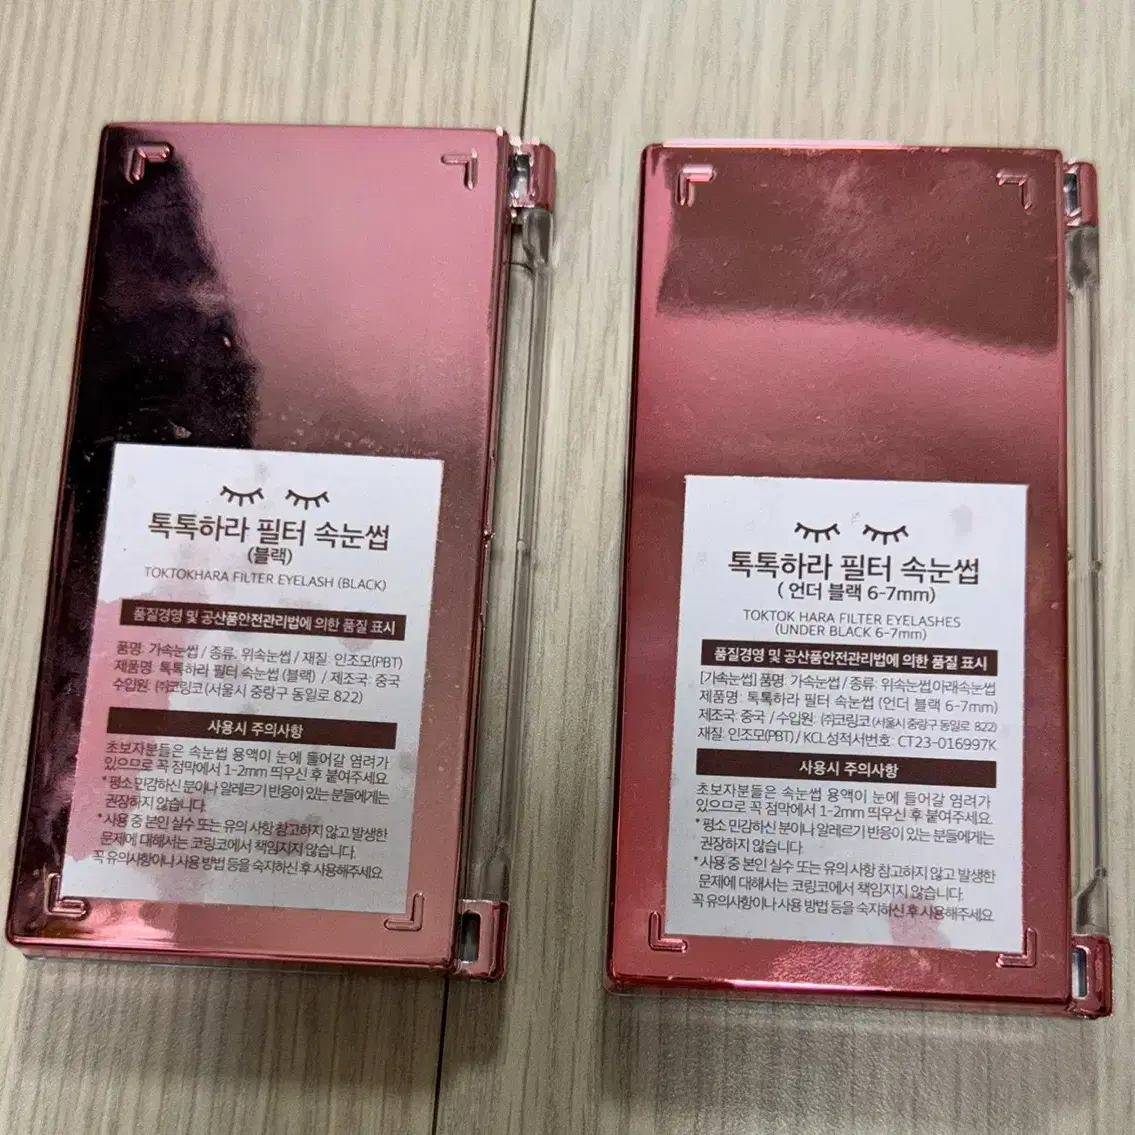 톡톡하라 필터 속눈썹
(블랙)
TOKTOKHARA FILTER EYELASH (BLACK)
품질경영 및 공산품안전관리법에 의한 품질 표시
품명: 가속눈썹 / 종류: 위속눈썹 / 재질: 인조모(PBT)
제품명: 톡톡하라 필터 속눈썹 (블랙) / 제조국: 중국
수입원: ㈜코링코 (서울시 중랑구 동일로 822)
사용시 주의사항
초보자분들은 속눈썹 용액이 눈에 들어갈 염려가
있으므로 꼭 점막에서 1-2mm 띄우신 후 붙여주세요
* 평소 민감하신 분이나 알레르기 반응이 있는 분들에게는
권장하지 않습니다.
* 사용 중 본인 실수 또는 유의 사항 참고하지 않고 발생한
문제에 대해서는 코링코에서 책임지지 않습니다.
꼭 유의사항이나 사용 방법 등을 숙지하신 후 사용해주세요
톡톡하라 필터 속눈썹
( 언더 블랙 6-7mm)
TOKTOK HARA FILTER EYELASHES
(UNDER BLACK 6-7mm)
품질경영 및 공산품안전관리법에 의한 품질 표시
[가속눈썹] 품명: 가속눈썹 / 종류: 위속눈썹아래속눈썹
제품명: 톡톡하라 필터 속눈썹 (언더 블랙 6-7mm)
제조국: 중국 / 수입원: ㈜코링코 (서울시 중랑구 동일로 822)
재질: 인조모(PBT) / KCL성적서번호: CT23-016997K
사용시 주의사항
초보자분들은 속눈썹 용액이 눈에 들어갈 염려가
있으므로 꼭 점막에서 1-2mm 띄우신 후 붙여주세요
* 평소 민감하신 분이나 알레르기 반응이 있는 분들에게는
권장하지 않습니다.
* 사용 중 본인 실수 또는 유의 사항 참고하지 않고 발생한
문제에 대해서는 코링코에서 책임지지 않습니다.
꼭 유의사항이나 사용 방법 등을 숙지하신 후 사용해주세요